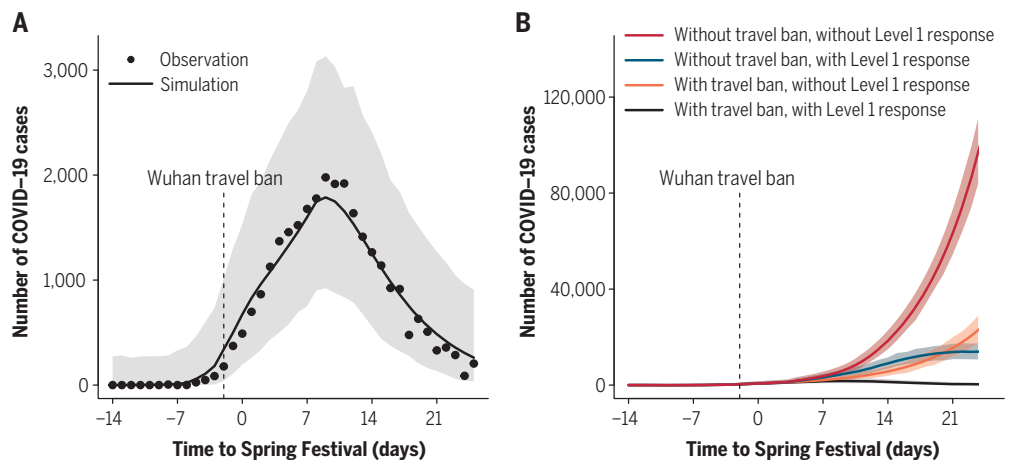 A
Number of COVID–19 cases
3,000
2,000
1,000
0
Observation
Simulation
Wuhan travel ban
–14
–7
0
7
14
21
Time to Spring Festival (days)
B
Number of COVID–19 cases
120,000
80,000
40,000
0
Without travel ban, without Level 1 response
Without travel ban, with Level 1 response
With travel ban, without Level 1 response
With travel ban, with Level 1 response
Wuhan travel ban
–14
–7
0
7
14
21
Time to Spring Festival (days)